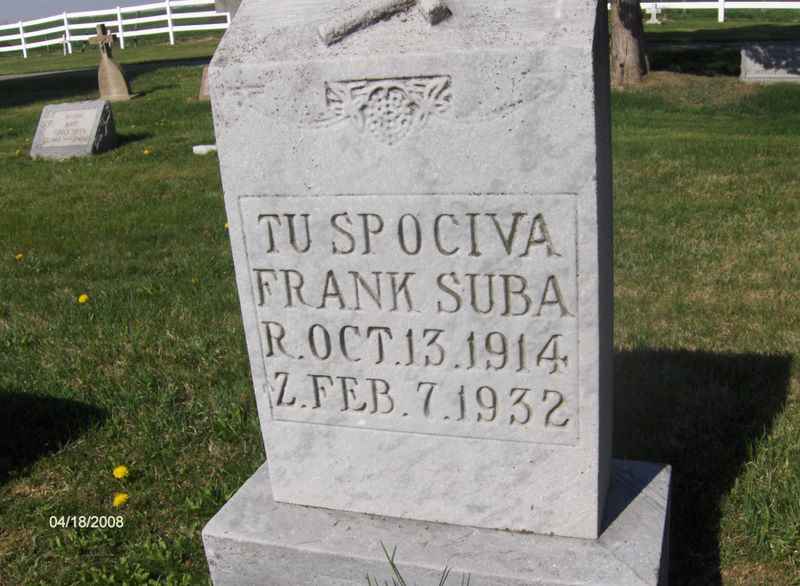 TU SPOCIVA
FRANK SUBA
R. OCT. 13. 1914
Z. FEB. 7. 1932
04/18/2008